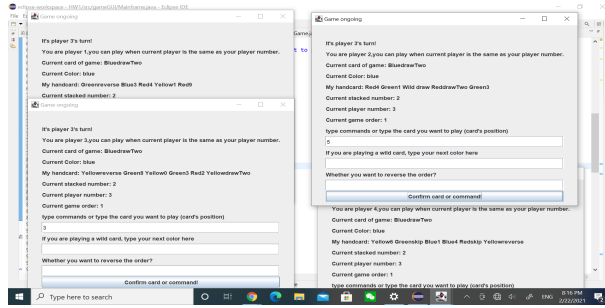 eclipse-workspace - HW1/src/gameGUI/Mainframe.java - Eclipse IDE
Game ongoing
It's player 3's turn!
You are player 1,you can play when current player is the same as your player number.
Current card of game: BluedrawTwo
Current Color: blue
My handcard: Greenreverse Blue3 Red4 Yellow1 Red9
Current stacked number: 2
Game ongoing
It's player 3's turn!
You are player 2,you can play when current player is the same as your player number.
Current card of game: BluedrawTwo
Current Color: blue
My handcard: Red4 Green1 Wild draw ReddrawTwo Green3
Current stacked number: 2
Current player number: 3
Current game order: 1
type commands or type the card you want to play (card's position)
5
If you are playing a wild card, type your next color here
Whether you want to reverse the order?
Confirm card or command!
Game ongoing
It's player 3's turn!
You are player 3,you can play when current player is the same as your player number.
Current card of game: BluedrawTwo
Current Color: blue
My handcard: Yellowreverse Green8 Yellow0 Green3 Red2 YellowdrawTwo
Current stacked number: 2
Current player number: 3
Current game order: 1
type commands or type the card you want to play (card's position)
3
If you are playing a wild card, type your next color here
Whether you want to reverse the order?
Confirm card or command!
You are player 4,you can play when current player is the same as your player number.
Current card of game: BluedrawTwo
Current Color: blue
My handcard: Yellow6 Greenskip Blue1 Blue4 Redskip Yellowreverse
Current stacked number: 2
Current player number: 3
Current game order: 1
type commands or type the card you want to play (card's position)
Type here to search
ENG
8:16 PM
2/22/2021